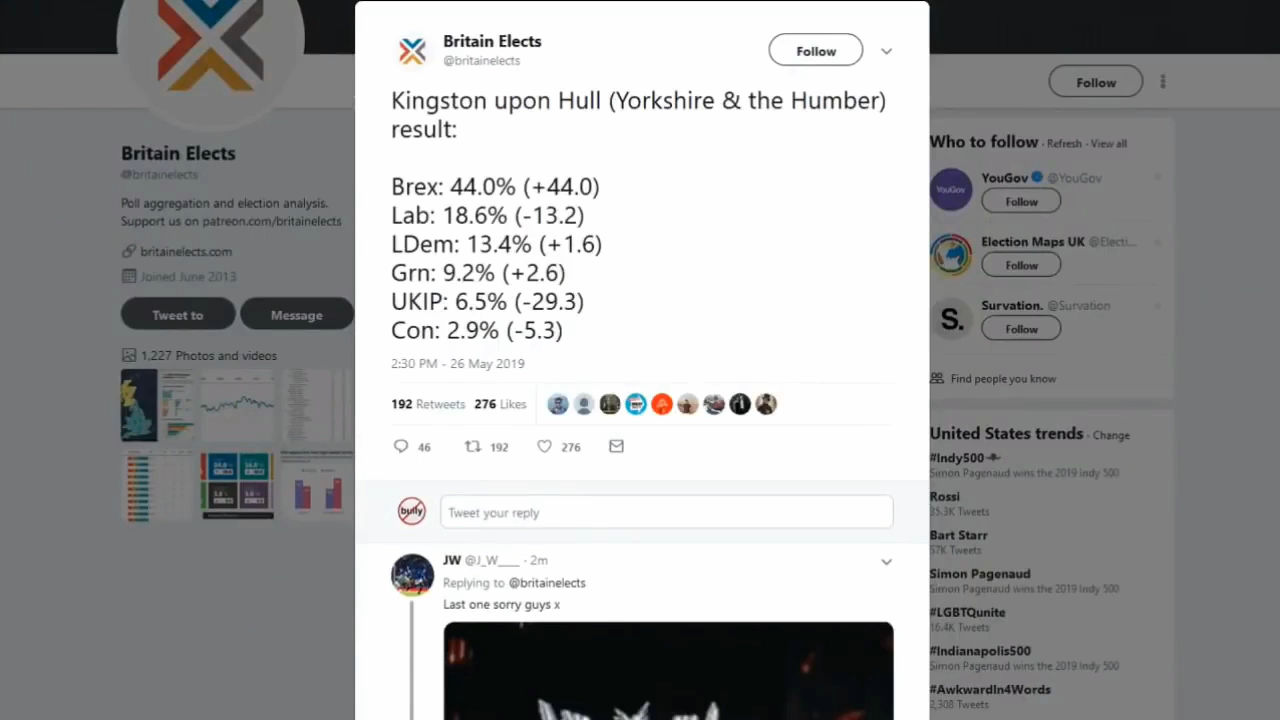 Britain Elects
@britainelects
Poll aggregation and election analysis.
Support us on patreon.com/britainelects
britainelects.com
Joined June 2013
Tweet to
Message
1,227 Photos and videos
Britain Elects
@britainelects
Follow
Kingston upon Hull (Yorkshire & the Humber)
result:
Brex: 44.0% (+44.0)
Lab: 18.6% (-13.2)
LDem: 13.4% (+1.6)
Grn: 9.2% (+2.6)
UKIP: 6.5% (-29.3)
Con: 2.9% (-5.3)
2:30 PM - 26 May 2019
192 Retweets 276 Likes
46 192 276
bully
Tweet your reply
JW @J_W___ · 2m
Replying to @britainelects
Last one sorry guys x
Follow
Who to follow · Refresh · View all
YouGov
YouGov @YouGov
Follow
Election Maps UK @Electi...
Follow
S.
Survation. @Survation
Follow
Find people you know
United States trends · Change
#Indy500
Simon Pagenaud wins the 2019 Indy 500
Rossi
35.3K Tweets
Bart Starr
57K Tweets
Simon Pagenaud
Simon Pagenaud wins the 2019 Indy 500
#LGBTQunite
16.4K Tweets
#Indianapolis500
Simon Pagenaud wins the 2019 Indy 500
#AwkwardIn4Words
2,308 Tweets